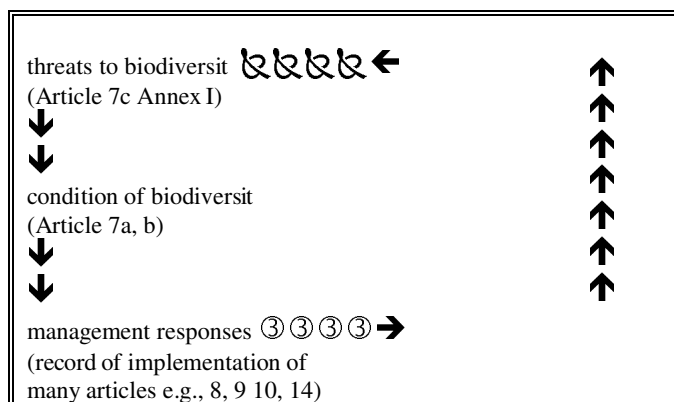 threats to biodiversit 🙰🙰🙰🙰🡸
(Article 7c Annex I)
🡻
🡻
condition of biodiversit
(Article 7a, b)
🡻
🡻
management responses ③③③③🡺
(record of implementation of
many articles e.g., 8, 9 10, 14)